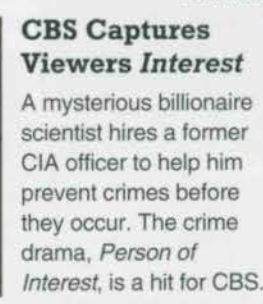 CBS Captures
Viewers Interest
A mysterious billionaire
scientist hires a former
CIA officer to help him
prevent crimes before
they occur. The crime
drama, Person of
Interest, is a hit for CBS.